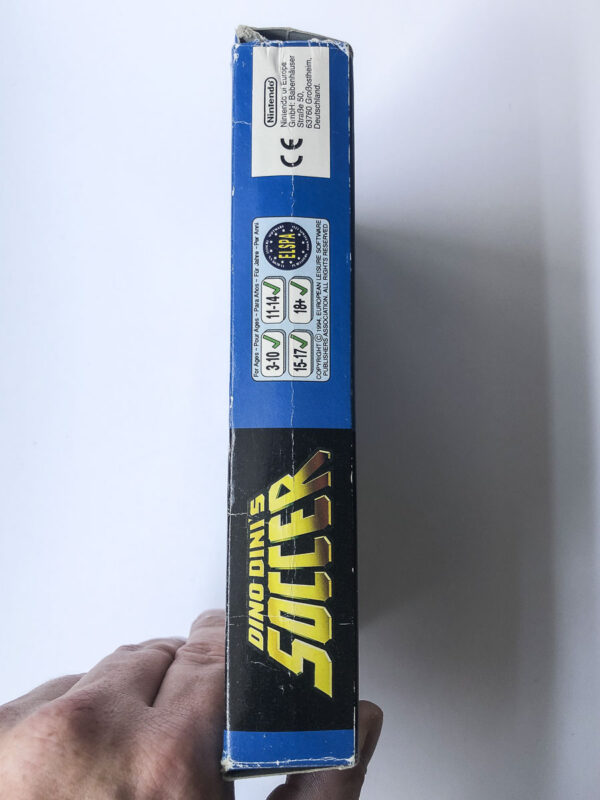 Nintendo
Nintendo of Europe
GmbH: Babenhäuser
Straße 50,
63760 Großostheim,
Deutschland.
CE
For Ages – Pour Ages – Para Años – Für Jahre – Per Anni
3-10 11-14
15-17 18+
ELSPA
COPYRIGHT © 1994, EUROPEAN LEISURE SOFTWARE
PUBLISHERS ASSOCIATION. ALL RIGHTS RESERVED
DINO DINI'S
SOCCER